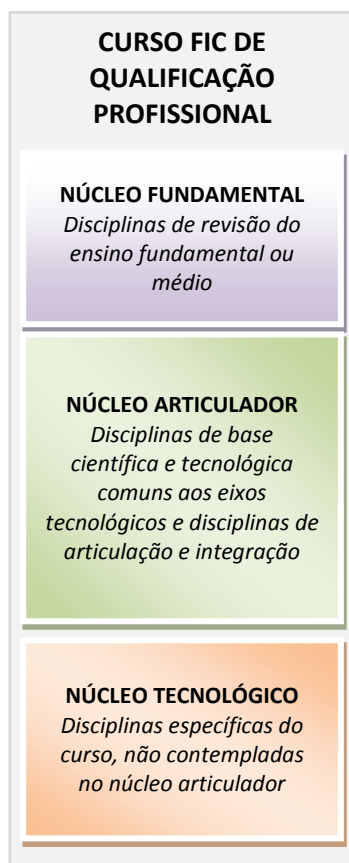 CURSO FIC DE
QUALIFICAÇÃO
PROFISSIONAL
NÚCLEO FUNDAMENTAL
Disciplinas de revisão do
ensino fundamental ou
médio
NÚCLEO ARTICULADOR
Disciplinas de base
científica e tecnológica
comuns aos eixos
tecnológicos e disciplinas de
articulação e integração
NÚCLEO TECNOLÓGICO
Disciplinas específicas do
curso, não contempladas
no núcleo articulador